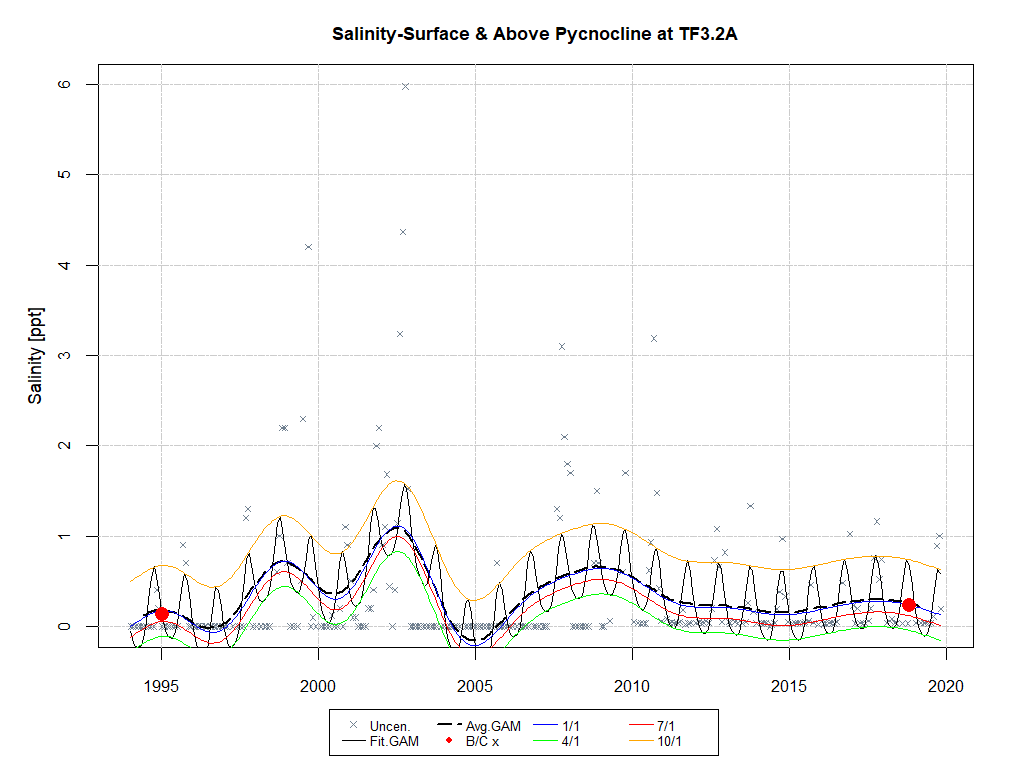 Salinity-Surface & Above Pycnocline at TF3.2A
Salinity [ppt]
6
5
4
3
2
1
0
1995 2000 2005 2010 2015 2020
Uncen. Avg.GAM 1/1 7/1
Fit.GAM B/C x 4/1 10/1